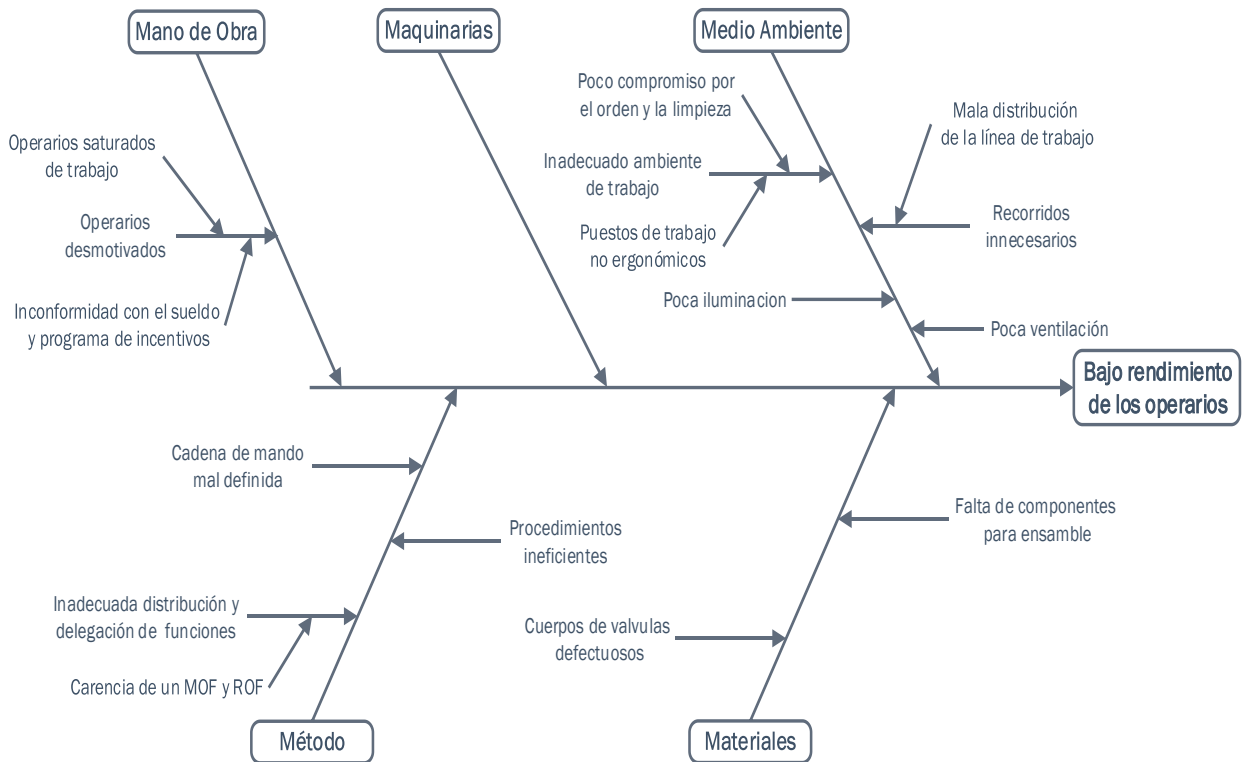 Mano de Obra
Maquinarias
Medio Ambiente
Poco compromiso por
el orden y la limpieza
Mala distribución
de la línea de trabajo
Operarios saturados
de trabajo
Inadecuado ambiente
de trabajo
Operarios
desmotivados
Recorridos
innecesarios
Puestos de trabajo
no ergonómicos
Inconformidad con el sueldo
y programa de incentivos
Poca iluminacion
Poca ventilación
Bajo rendimiento
de los operarios
Cadena de mando
mal definida
Procedimientos
ineficientes
Falta de componentes
para ensamble
Inadecuada distribución y
delegación de funciones
Cuerpos de valvulas
defectuosos
Carencia de un MOF y ROF
Método
Materiales